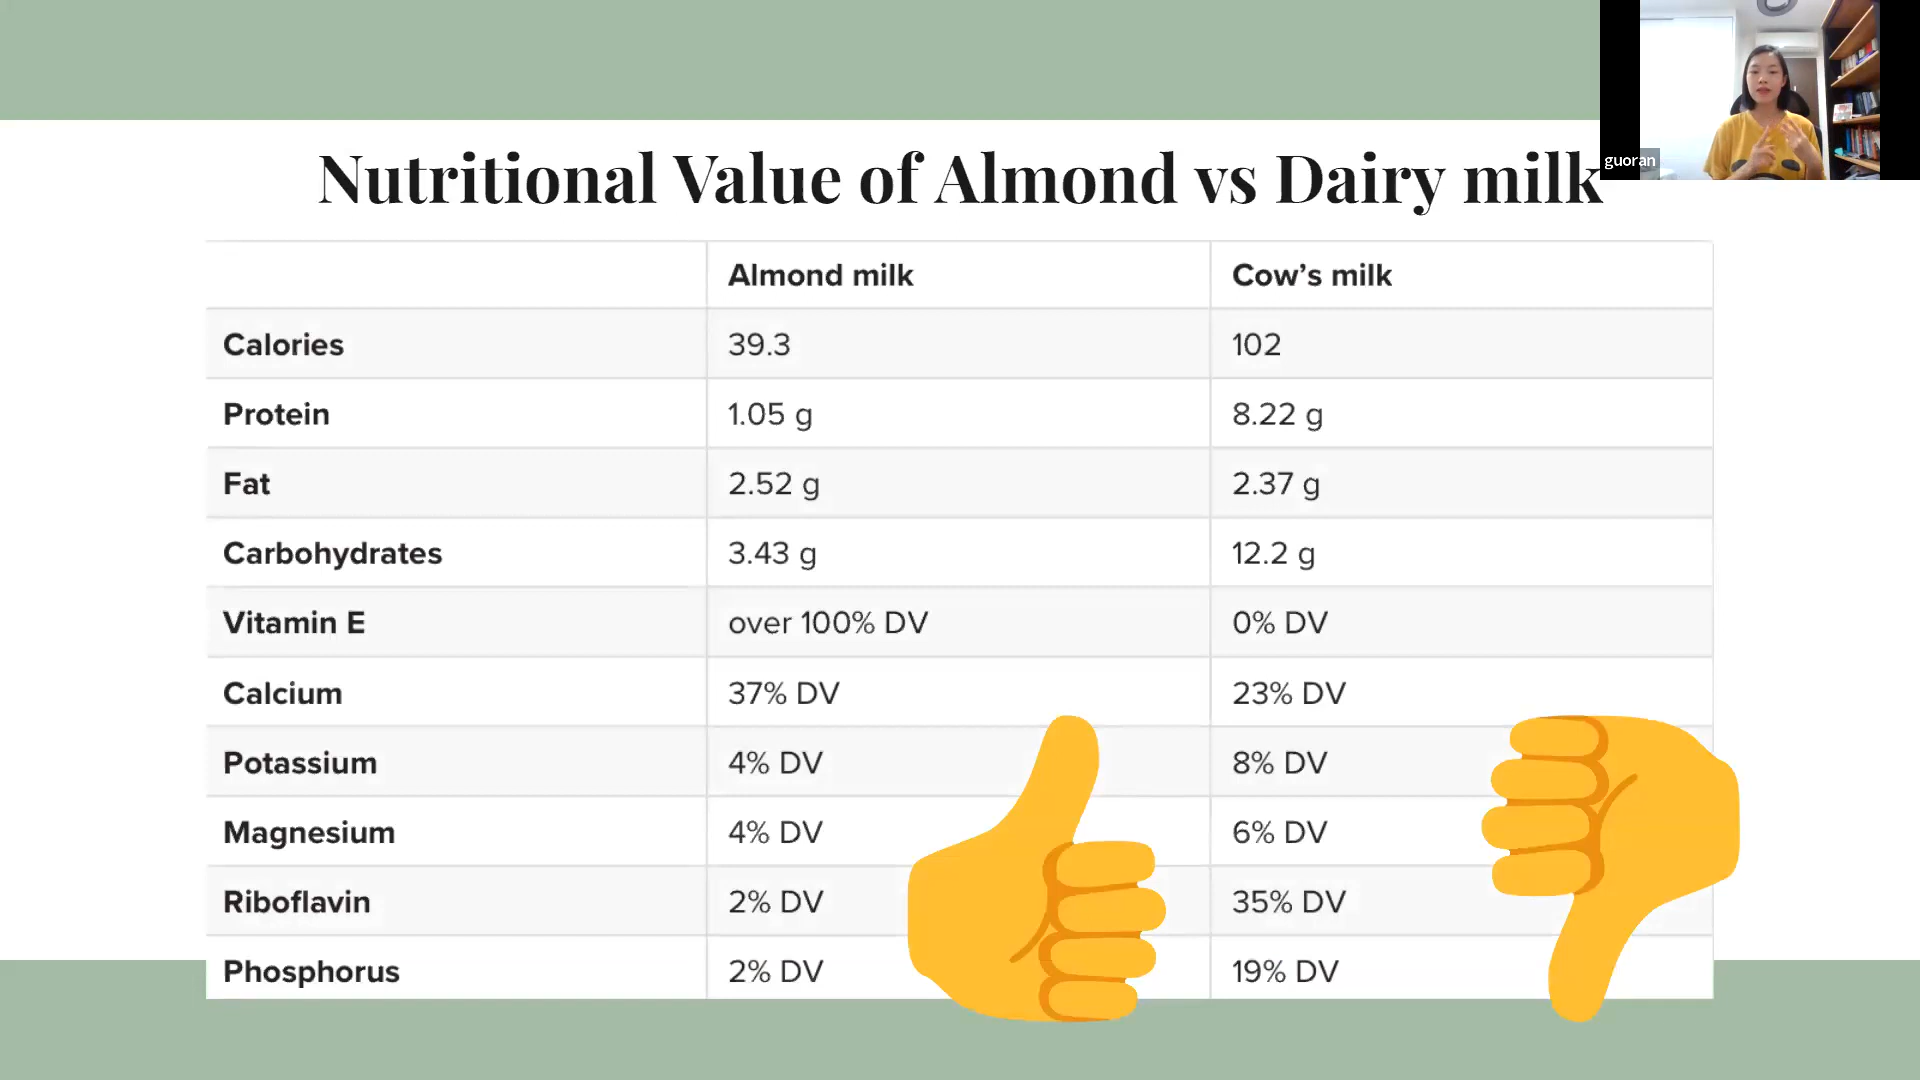 guoran
Nutritional Value of Almond vs Dairy milk
Almond milk Cow's milk
Calories 39.3 102
Protein 1.05 g 8.22 g
Fat 2.52 g 2.37 g
Carbohydrates 3.43 g 12.2 g
Vitamin E over 100% DV 0% DV
Calcium 37% DV 23% DV
Potassium 4% DV 8% DV
Magnesium 4% DV 6% DV
Riboflavin 2% DV 35% DV
Phosphorus 2% DV 19% DV